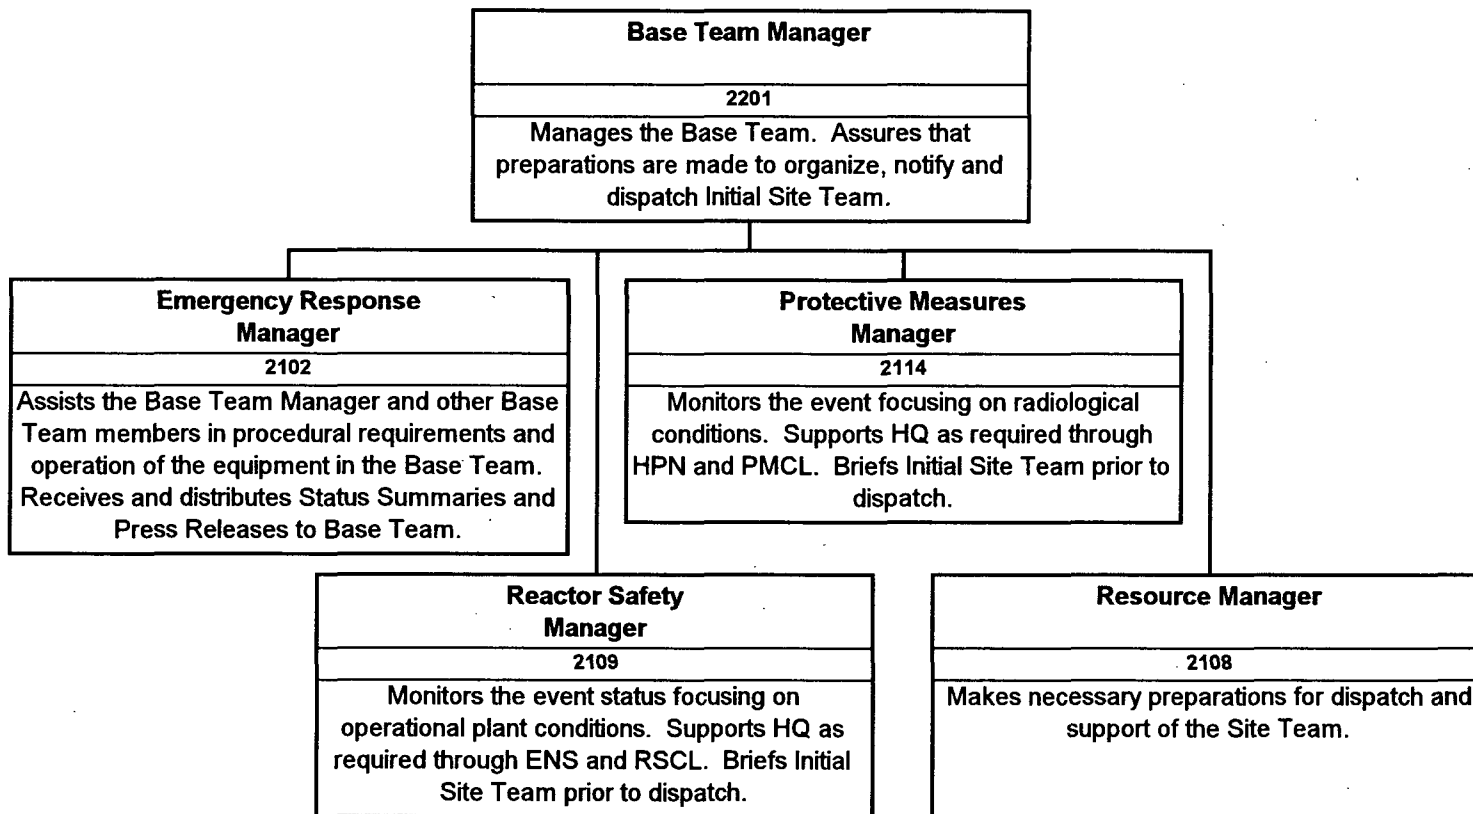 Base Team Manager
2201
Manages the Base Team. Assures that
preparations are made to organize, notify and
dispatch Initial Site Team.
Emergency Response
Manager
2102
Assists the Base Team Manager and other Base
Team members in procedural requirements and
operation of the equipment in the Base Team.
Receives and distributes Status Summaries and
Press Releases to Base Team.
Protective Measures
Manager
2114
Monitors the event focusing on radiological
conditions. Supports HQ as required through
HPN and PMCL. Briefs Initial Site Team prior to
dispatch.
Reactor Safety
Manager
2109
Monitors the event status focusing on
operational plant conditions. Supports HQ as
required through ENS and RSCL. Briefs Initial
Site Team prior to dispatch.
Resource Manager
2108
Makes necessary preparations for dispatch and
support of the Site Team.